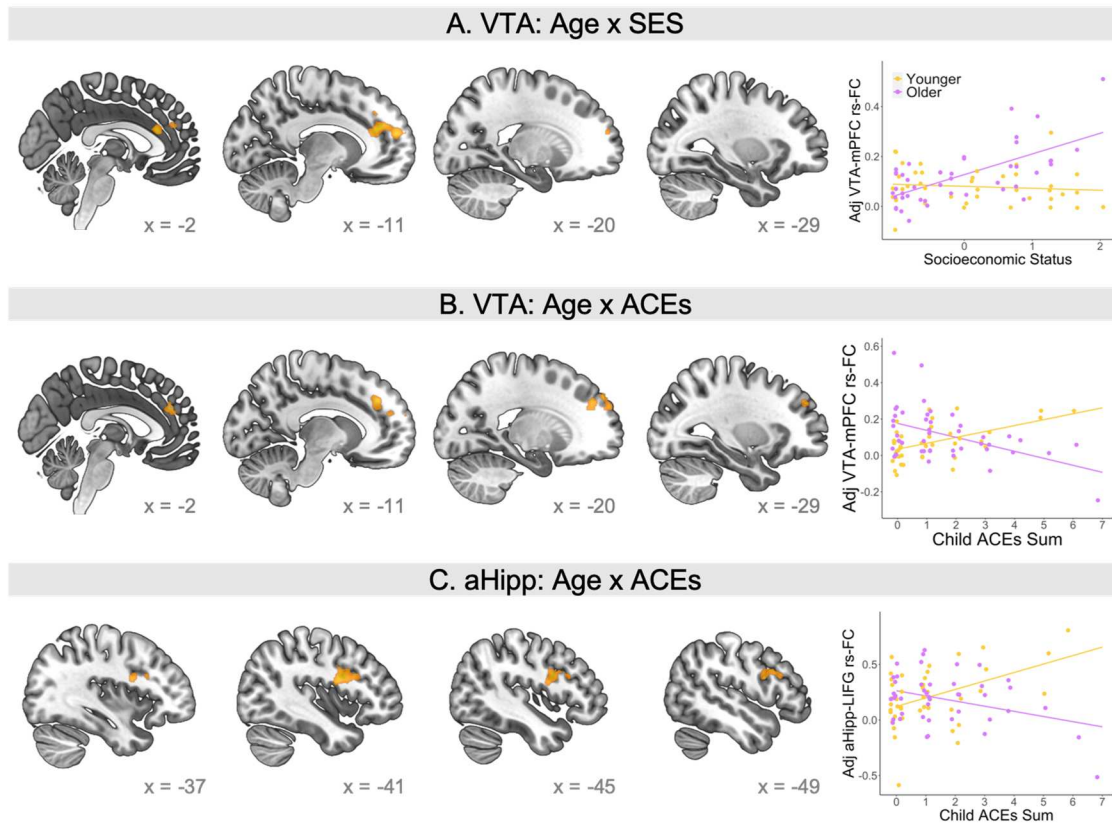 A. VTA: Age x SES
x = -2
x = -11
x = -20
x = -29
Younger
Older
Adj VTA-mPFC rs-FC
0.4
0.2
0.0
0
1
2
Socioeconomic Status
B. VTA: Age x ACEs
x = -2
x = -11
x = -20
x = -29
Adj VTA-mPFC rs-FC
0.6
0.4
0.2
0.0
-0.2
0 1 2 3 4 5 6 7
Child ACEs Sum
C. aHipp: Age x ACEs
x = -37
x = -41
x = -45
x = -49
Adj aHipp-LIFG rs-FC
0.5
0.0
-0.5
0 1 2 3 4 5 6 7
Child ACEs Sum